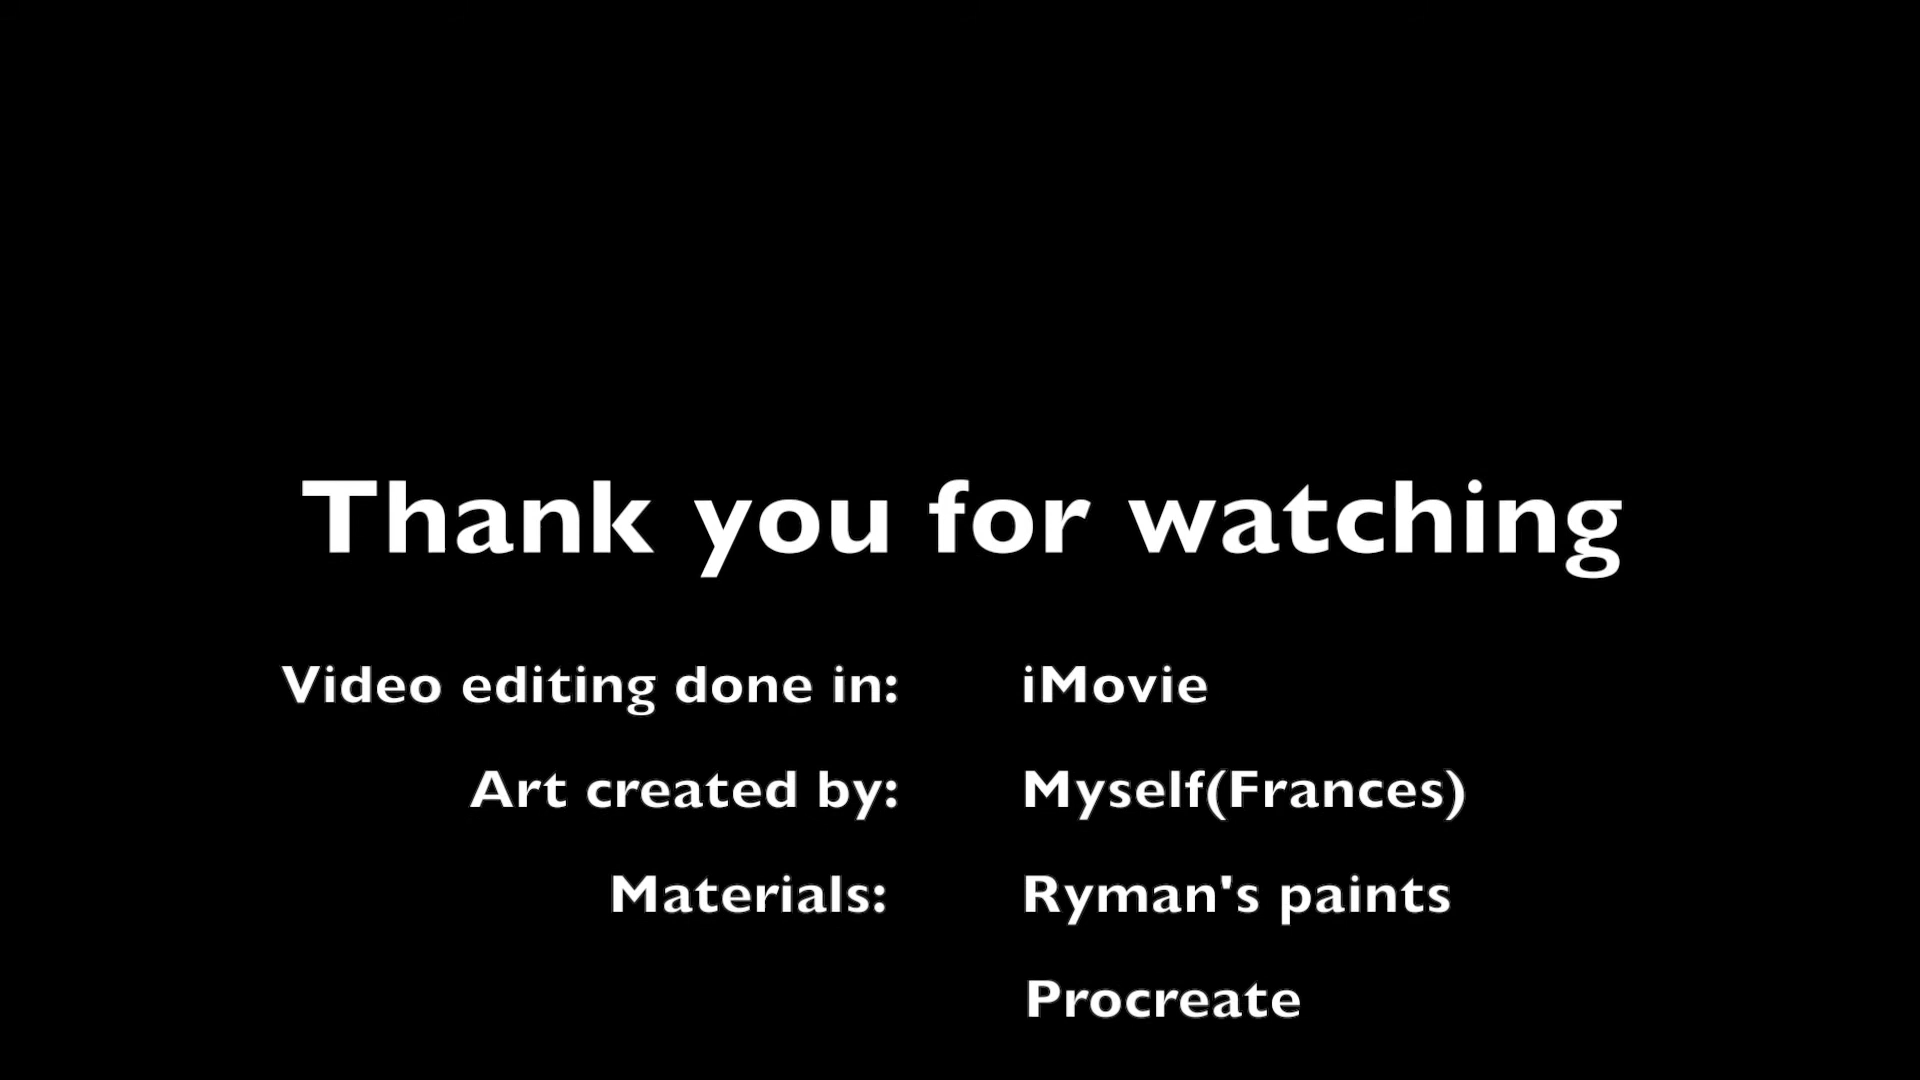 Thank you for watching
Video editing done in: iMovie
Art created by: Myself(Frances)
Materials: Ryman's paints
Procreate